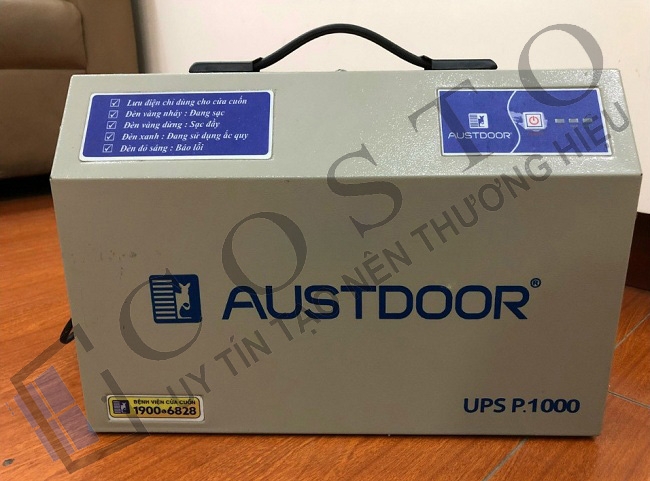 Lưu điện chỉ dùng cho cửa cuốn
Đèn vàng nháy : Đang sạc
Đèn vàng dừng : Sạc đầy
Đèn xanh : Đang sử dụng ắc quy
Đèn đỏ sáng : Báo lỗi
AUSTDOOR
AUSTDOOR®
BỆNH VIỆN CỬA CUỐN
1900-6828
UPS P.1000
COSTO
UY TÍN TẠO NÊN THƯƠNG HIỆU